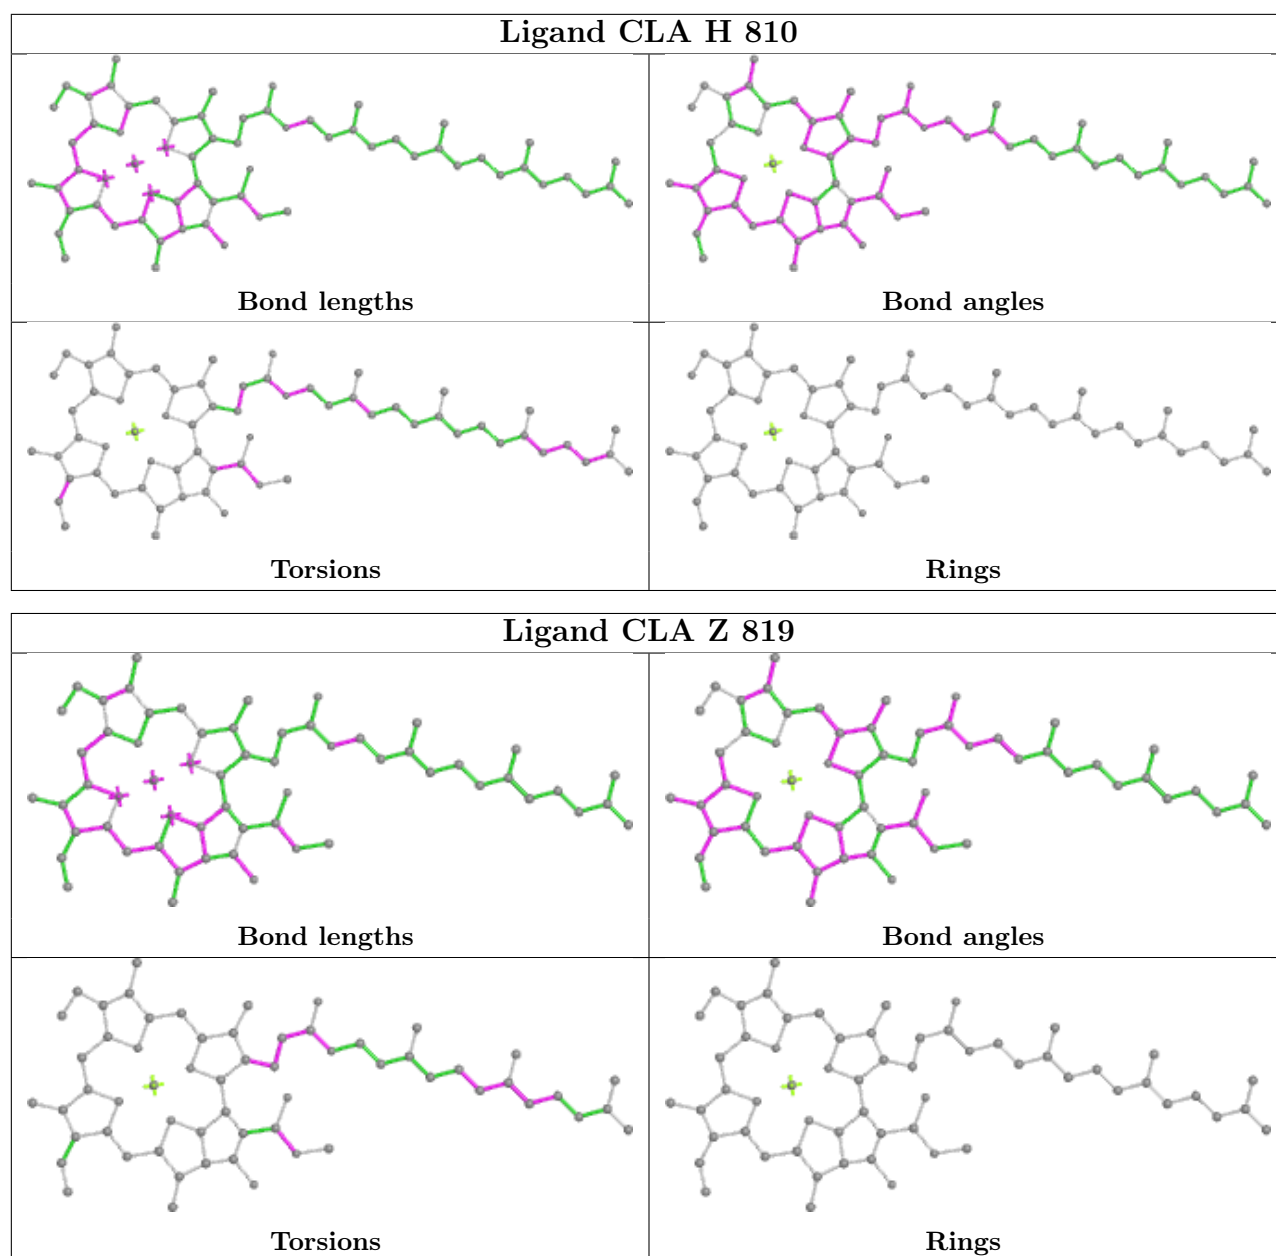 Ligand CLA H 810
Bond lengths
Bond angles
Torsions
Rings
Ligand CLA Z 819
Bond lengths
Bond angles
Torsions
Rings